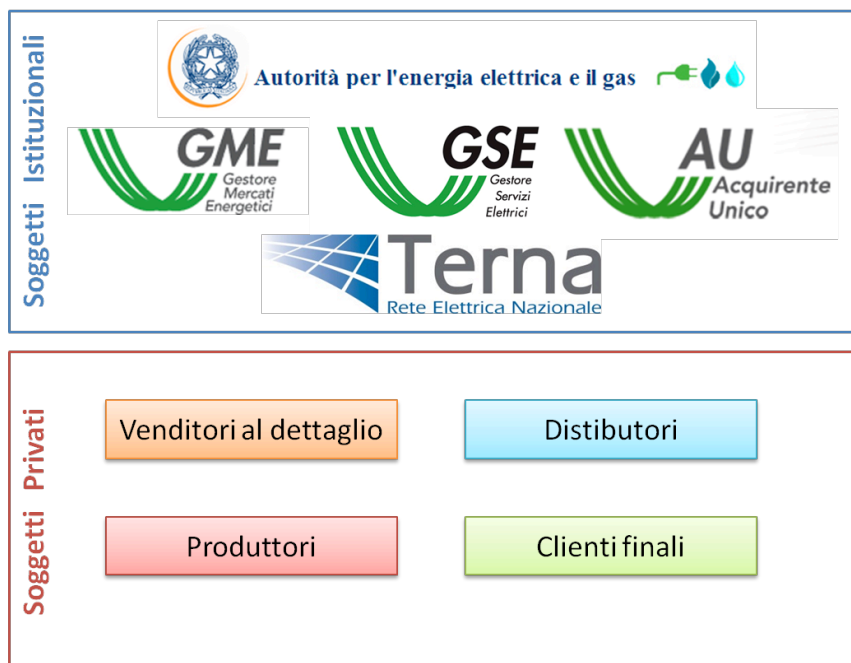 Soggetti Istituzionali
Autorità per l'energia elettrica e il gas
GME
Gestore
Mercati
Energetici
GSE
Gestore
Servizi
Elettrici
AU
Acquirente
Unico
Terna
Rete Elettrica Nazionale
Soggetti Privati
Venditori al dettaglio
Distibutori
Produttori
Clienti finali